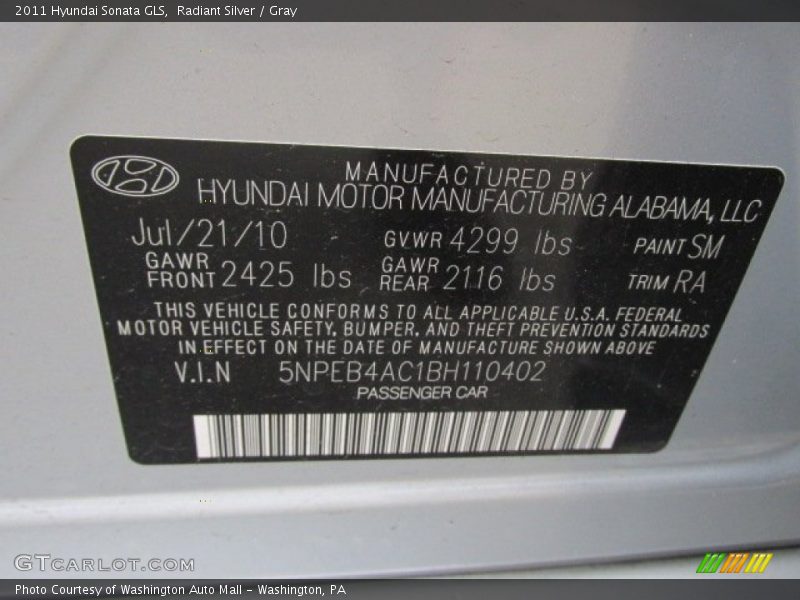 2011 Hyundai Sonata GLS,  Radiant Silver / Gray
MANUFACTURED BY
HYUNDAI MOTOR MANUFACTURING ALABAMA, LLC
Jul/21/10 GVWR 4299 lbs PAINT SM
GAWR FRONT 2425 lbs GAWR REAR 2116 lbs TRIM RA
THIS VEHICLE CONFORMS TO ALL APPLICABLE U.S.A. FEDERAL
MOTOR VEHICLE SAFETY, BUMPER, AND THEFT PREVENTION STANDARDS
IN EFFECT ON THE DATE OF MANUFACTURE SHOWN ABOVE
V.I.N 5NPEB4AC1BH110402
PASSENGER CAR
GTCARLOT.COM
Photo Courtesy of Washington Auto Mall - Washington, PA